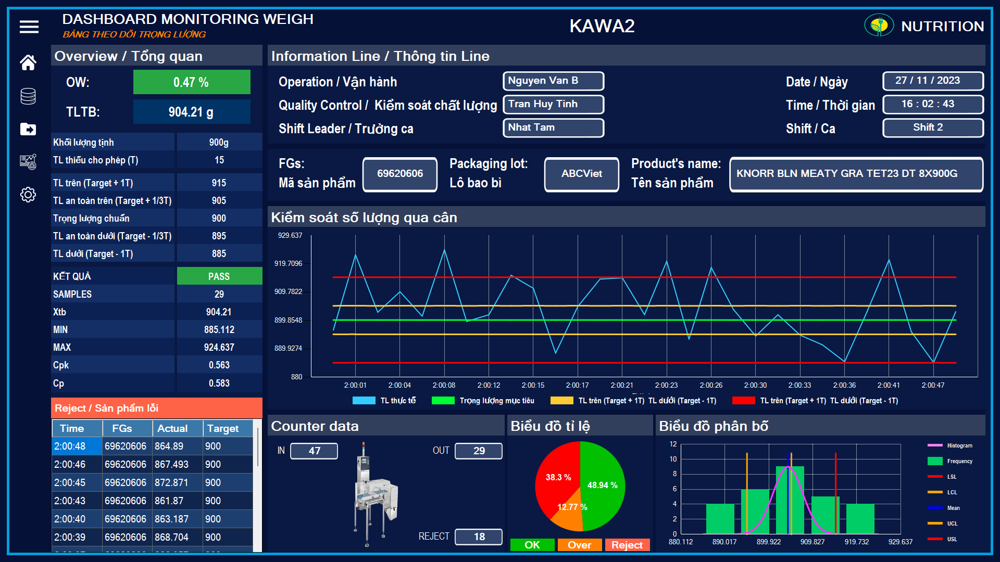 DASHBOARD MONITORING WEIGH
BẢNG THEO DÕI TRỌNG LƯỢNG
KAWA2
NUTRITION
Overview / Tổng quan
OW: 0.47 %
TLTB: 904.21 g
Khối lượng tịnh 900g
TL thiếu cho phép (T) 15
TL trên (Target + 1T) 915
TL an toàn trên (Target + 1/3T) 905
Trọng lượng chuẩn 900
TL an toàn dưới (Target - 1/3T) 895
TL dưới (Target - 1T) 885
KẾT QUẢ PASS
SAMPLES 29
Xtb 904.21
MIN 885.112
MAX 924.637
Cpk 0.563
Cp 0.583
Reject / Sản phẩm lỗi
Time FGs Actual Target
2:00:48 69620606 864.89 900
2:00:46 69620606 867.493 900
2:00:45 69620606 872.871 900
2:00:43 69620606 861.87 900
2:00:40 69620606 863.187 900
2:00:39 69620606 868.704 900
Information Line / Thông tin Line
Operation / Vận hành Nguyen Van B
Date / Ngày 27 / 11 / 2023
Quality Control / Kiểm soát chất lượng Tran Huy Tinh
Time / Thời gian 16 : 02 : 43
Shift Leader / Trưởng ca Nhat Tam
Shift / Ca Shift 2
FGs:
Mã sản phẩm
69620606
Packaging lot:
Lô bao bì
ABCViet
Product's name:
Tên sản phẩm
KNORR BLN MEATY GRA TET23 DT 8X900G
Kiểm soát số lượng qua cân
929.637
919.7096
909.7822
899.8548
889.9274
880
2:00:01 2:00:04 2:00:08 2:00:12 2:00:15 2:00:17 2:00:21 2:00:23 2:00:26 2:00:30 2:00:33 2:00:36 2:00:41 2:00:47
TL thực tế Trọng lượng mục tiêu TL trên (Target + 1T) TL dưới (Target - 1T) TL trên (Target + 1T) TL dưới (Target - 1T)
Counter data
IN 47
OUT 29
REJECT 18
Biểu đồ tỉ lệ
38.3 %
48.94 %
12.77 %
OK Over Reject
Biểu đồ phân bố
12
10
8
6
4
2
0
880.112 890.017 899.922 909.827 919.732 929.637
Histogram
Frequency
LSL
LCL
Mean
UCL
USL